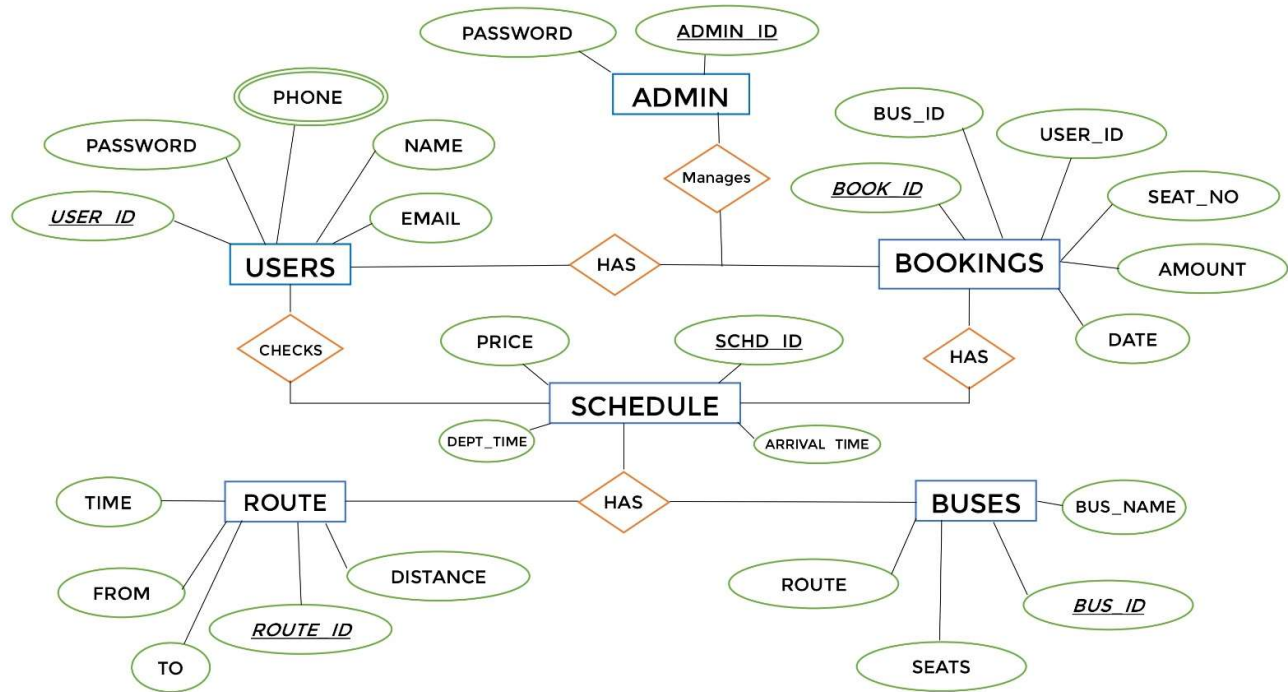 PASSWORD
ADMIN_ID
ADMIN
PHONE
PASSWORD
NAME
USER_ID
EMAIL
USERS
HAS
Manages
BUS_ID
USER_ID
BOOK_ID
SEAT_NO
BOOKINGS
AMOUNT
DATE
CHECKS
PRICE
SCHD_ID
HAS
SCHEDULE
DEPT_TIME
ARRIVAL TIME
TIME
ROUTE
HAS
BUSES
BUS_NAME
FROM
DISTANCE
ROUTE
ROUTE_ID
BUS_ID
TO
SEATS